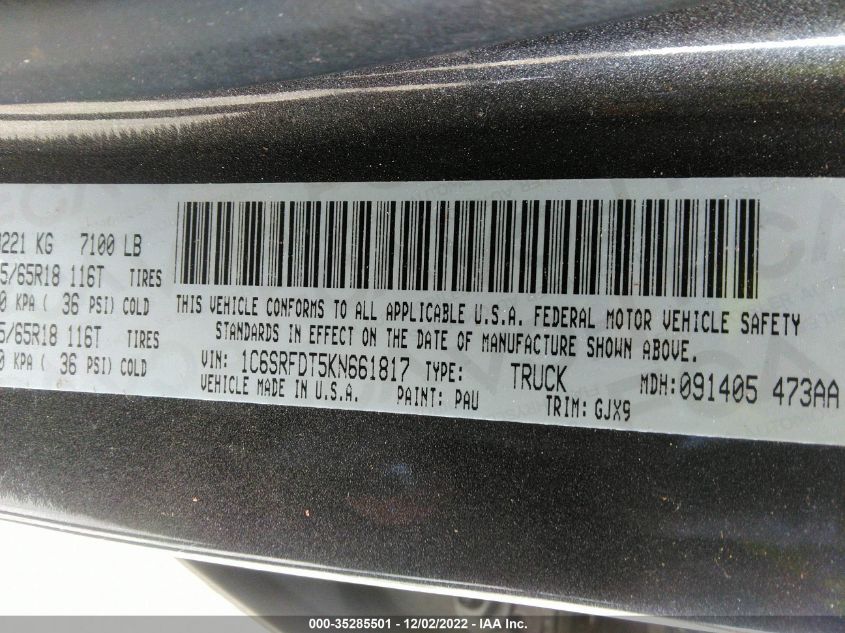 221 KG 7100 LB
5/65R18 116T TIRES
0 KPA ( 36 PSI) COLD
5/65R18 116T TIRES
0 KPA ( 36 PSI) COLD
THIS VEHICLE CONFORMS TO ALL APPLICABLE U.S.A. FEDERAL MOTOR VEHICLE SAFETY
STANDARDS IN EFFECT ON THE DATE OF MANUFACTURE SHOWN ABOVE.
VIN: 1C6SRFDT5KN661817 TYPE: TRUCK MDH:091405 473AA
VEHICLE MADE IN U.S.A. PAINT: PAU TRIM: GJX9
000-35285501 - 12/02/2022 - IAA Inc.